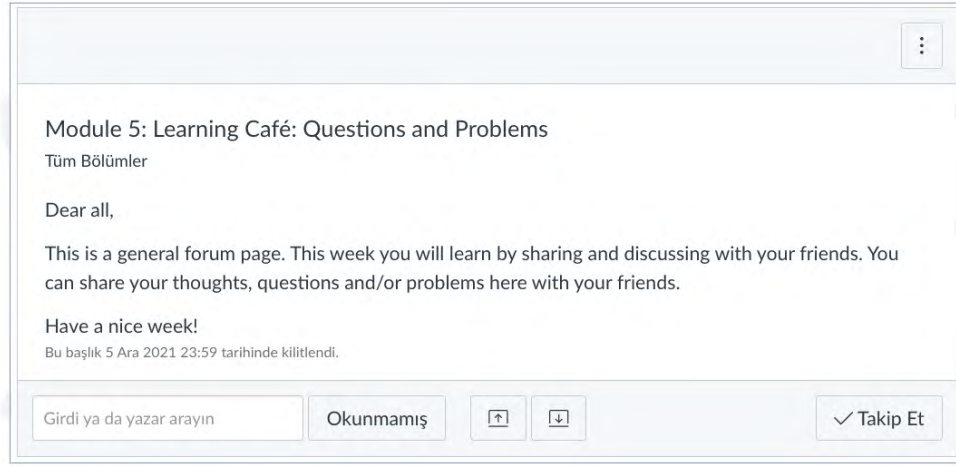 Module 5: Learning Café: Questions and Problems
Tüm Bölümler
Dear all,
This is a general forum page. This week you will learn by sharing and discussing with your friends. You
can share your thoughts, questions and/or problems here with your friends.
Have a nice week!
Bu başlık 5 Ara 2021 23:59 tarihinde kilitlendi.
Girdi ya da yazar arayın Okunmamış Takip Et